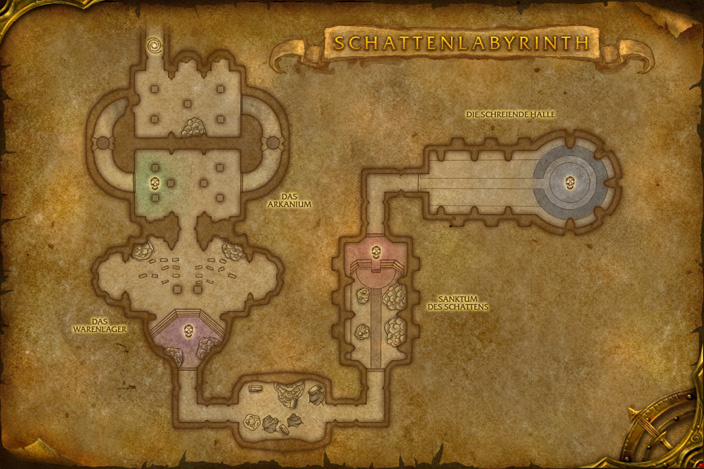 SCHATTENLABYRINTH
DIE SCHREIENDE HALLE
DAS
ARKANIUM
SANKTUM
DES SCHATTENS
DAS
WARENLAGER